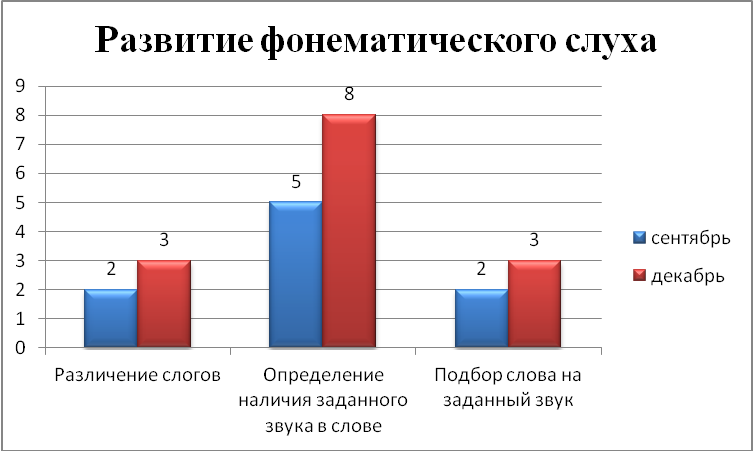 Развитие фонематического слуха
9
8
7
6
5
4
3
2
1
0
2
3
5
8
2
3
Различение слогов
Определение
наличия заданного
звука в слове
Подбор слова на
заданный звук
сентябрь
декабрь